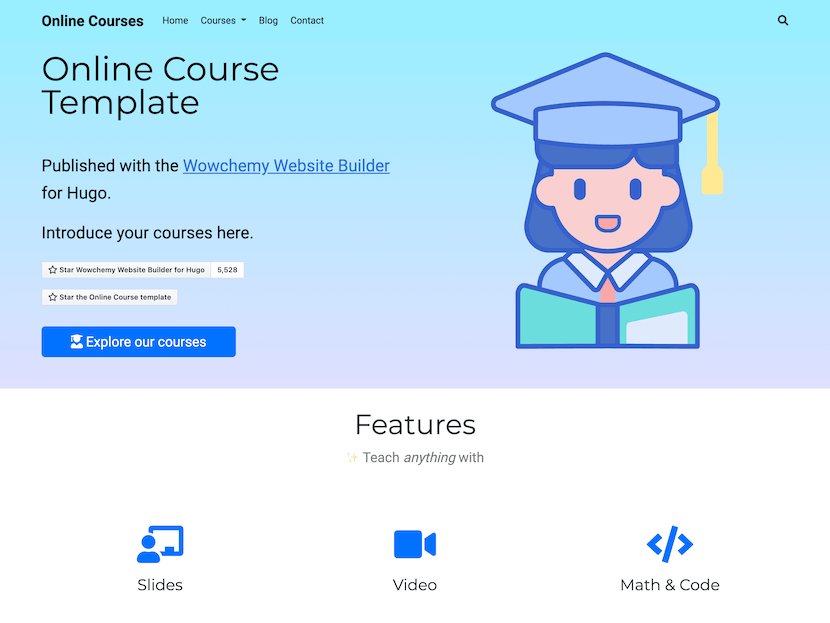 Online Courses Home Courses Blog Contact
Online Course
Template
Published with the Wowchemy Website Builder
for Hugo.
Introduce your courses here.
Star Wowchemy Website Builder for Hugo 5,528
Star the Online Course template
Explore our courses
Features
✨ Teach anything with
Slides Video Math & Code